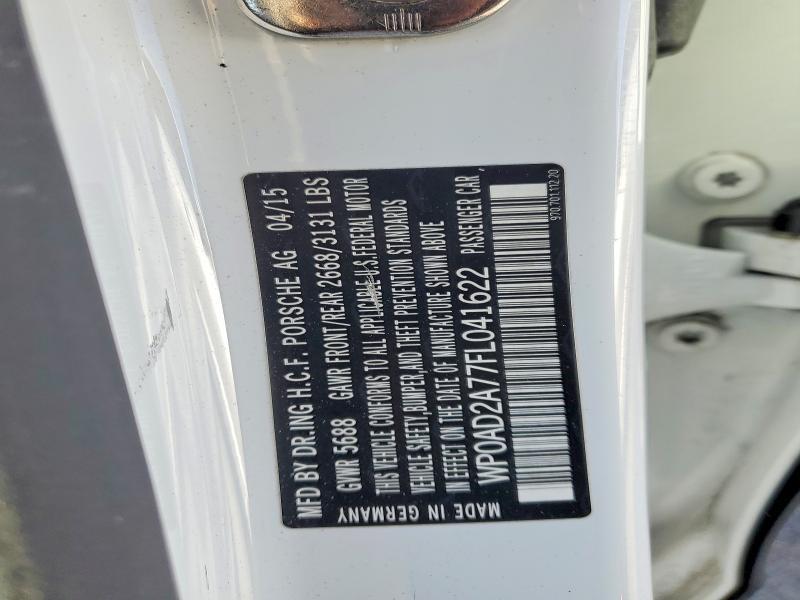 MFD BY DR.ING H.C.F. PORSCHE AG 04/15
GVWR 5688 GAWR FRONT/REAR 2668/3131 LBS
THIS VEHICLE CONFORMS TO ALL APPLICABLE U.S.FEDERAL MOTOR
VEHICLE SAFETY,BUMPER,AND THEFT PREVENTION STANDARDS
IN EFFECT ON THE DATE OF MANUFACTURE SHOWN ABOVE
WP0AD2A77FL041622 PASSENGER CAR
MADE IN GERMANY 970.701.112.20